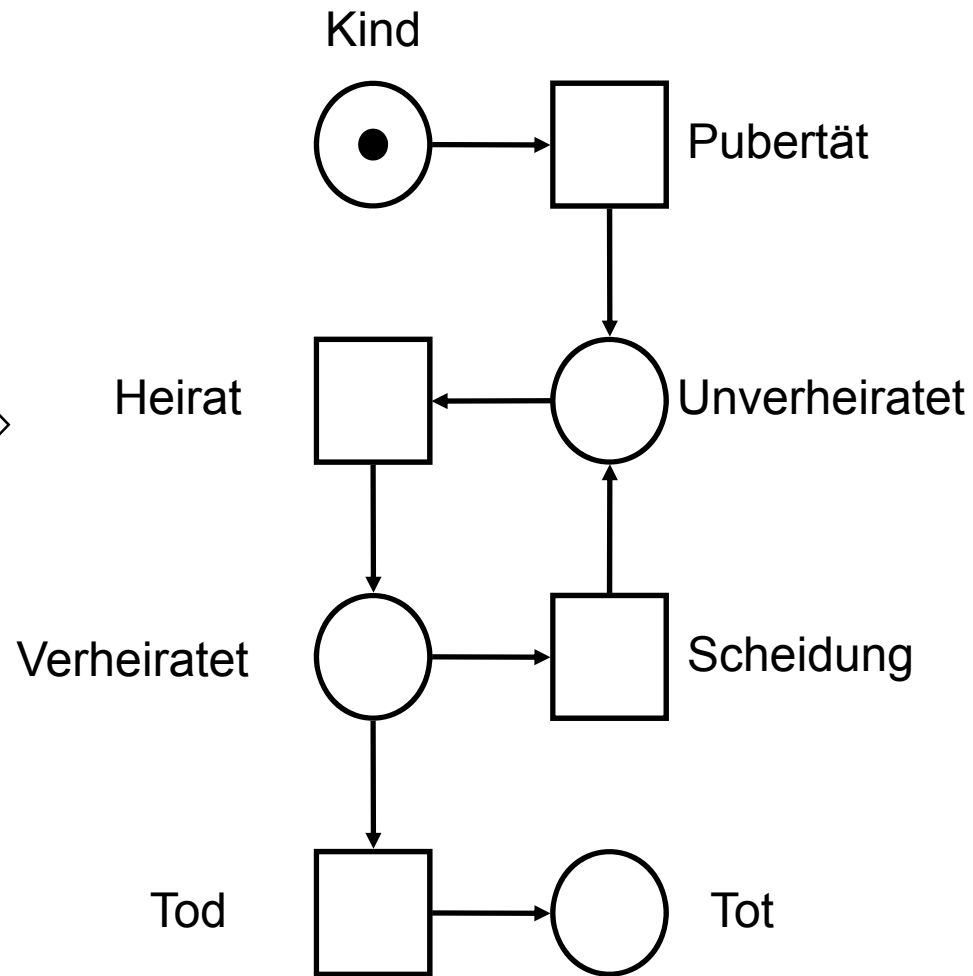 Kind
Pubertät
Heirat
Unverheiratet
Verheiratet
Scheidung
Tod
Tot